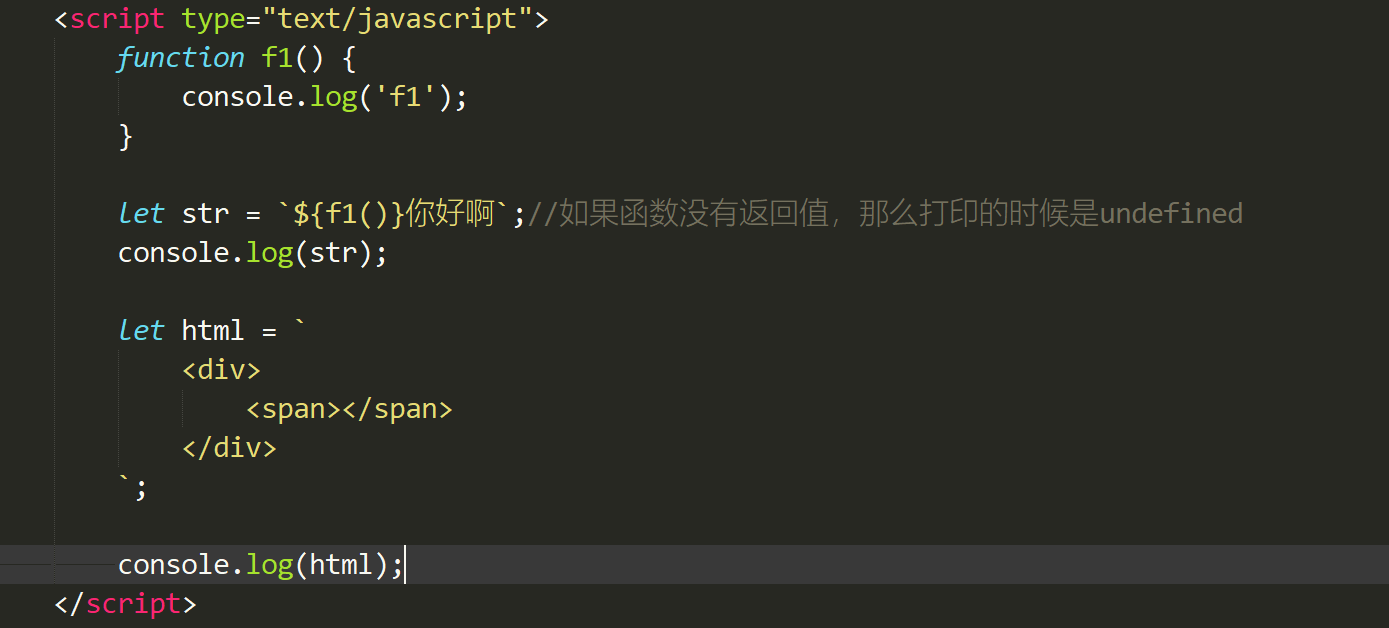 <script type="text/javascript">
function f1() {
console.log('f1');
}
let str = `${f1()}你好啊`;//如果函数没有返回值，那么打印的时候是undefined
console.log(str);
let html = `
<div>
<span></span>
</div>
`;
console.log(html);
</script>